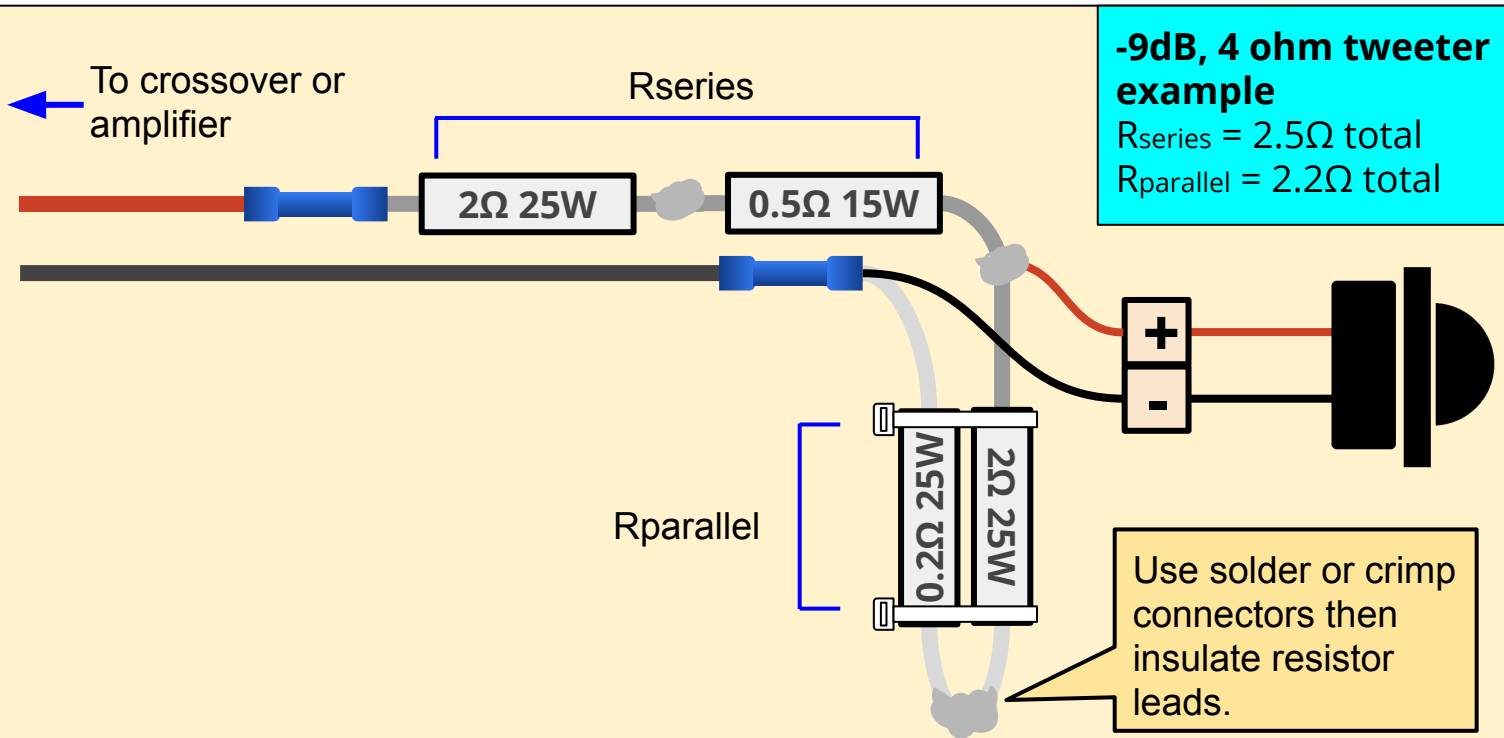 To crossover or
amplifier
Rseries
-9dB, 4 ohm tweeter
example
Rseries = 2.5Ω total
Rparallel = 2.2Ω total
2Ω 25W
0.5Ω 15W
+
-
Rparallel
0.2Ω 25W
2Ω 25W
Use solder or crimp
connectors then
insulate resistor
leads.